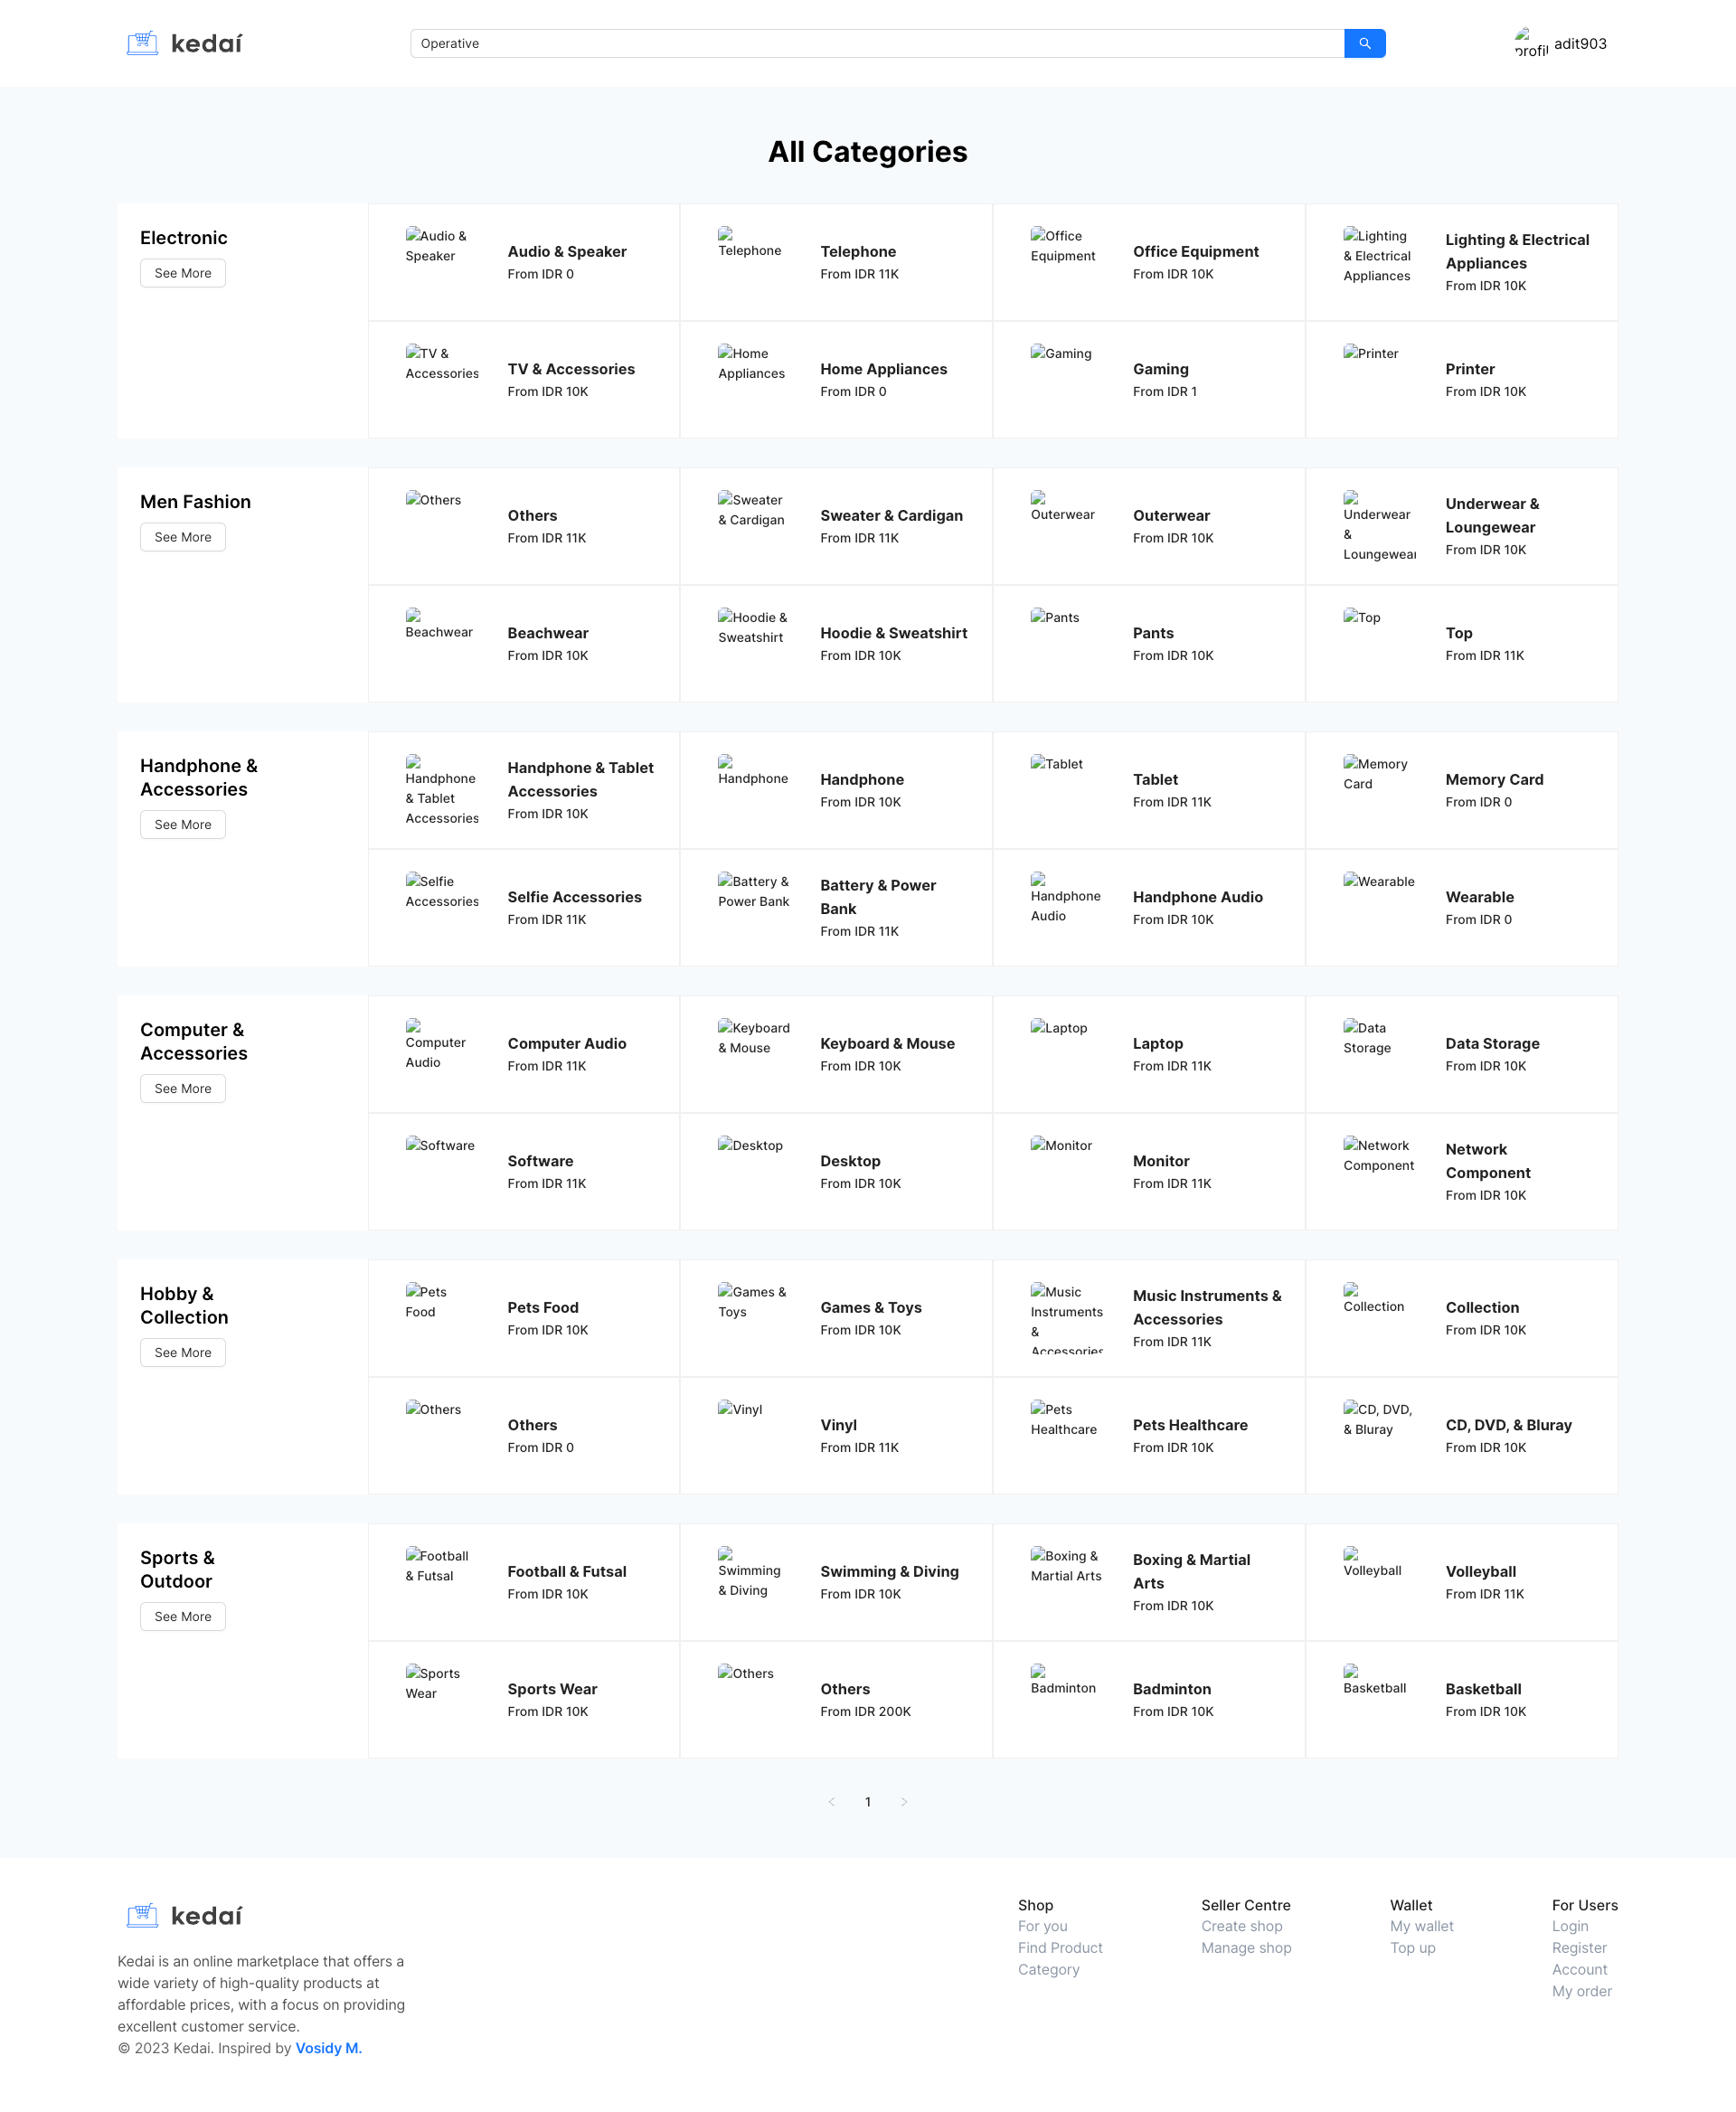 kedaí
Operative
profil
adit903
All Categories
Electronic
See More
Audio &
Speaker
Audio & Speaker
From IDR 0
Telephone
Telephone
From IDR 11K
Office
Equipment
Office Equipment
From IDR 10K
Lighting
& Electrical
Appliances
Lighting & Electrical
Appliances
From IDR 10K
TV &
Accessories
TV & Accessories
From IDR 10K
Home
Appliances
Home Appliances
From IDR 0
Gaming
Gaming
From IDR 1
Printer
Printer
From IDR 10K
Men Fashion
See More
Others
Others
From IDR 11K
Sweater
& Cardigan
Sweater & Cardigan
From IDR 11K
Outerwear
Outerwear
From IDR 10K
Underwear
&
Loungewear
Underwear &
Loungewear
From IDR 10K
Beachwear
Beachwear
From IDR 10K
Hoodie &
Sweatshirt
Hoodie & Sweatshirt
From IDR 10K
Pants
Pants
From IDR 10K
Top
Top
From IDR 11K
Handphone &
Accessories
See More
Handphone
& Tablet
Accessories
Handphone & Tablet
Accessories
From IDR 10K
Handphone
Handphone
From IDR 10K
Tablet
Tablet
From IDR 11K
Memory
Card
Memory Card
From IDR 0
Selfie
Accessories
Selfie Accessories
From IDR 11K
Battery &
Power Bank
Battery & Power
Bank
From IDR 11K
Handphone
Audio
Handphone Audio
From IDR 10K
Wearable
Wearable
From IDR 0
Computer &
Accessories
See More
Computer
Audio
Computer Audio
From IDR 11K
Keyboard
& Mouse
Keyboard & Mouse
From IDR 10K
Laptop
Laptop
From IDR 11K
Data
Storage
Data Storage
From IDR 10K
Software
Software
From IDR 11K
Desktop
Desktop
From IDR 10K
Monitor
Monitor
From IDR 11K
Network
Component
Network
Component
From IDR 10K
Hobby &
Collection
See More
Pets
Food
Pets Food
From IDR 10K
Games &
Toys
Games & Toys
From IDR 10K
Music
Instruments
&
Accessories
Music Instruments &
Accessories
From IDR 11K
Collection
Collection
From IDR 10K
Others
Others
From IDR 0
Vinyl
Vinyl
From IDR 11K
Pets
Healthcare
Pets Healthcare
From IDR 10K
CD, DVD,
& Bluray
CD, DVD, & Bluray
From IDR 10K
Sports &
Outdoor
See More
Football
& Futsal
Football & Futsal
From IDR 10K
Swimming
& Diving
Swimming & Diving
From IDR 10K
Boxing &
Martial Arts
Boxing & Martial
Arts
From IDR 10K
Volleyball
Volleyball
From IDR 11K
Sports
Wear
Sports Wear
From IDR 10K
Others
Others
From IDR 200K
Badminton
Badminton
From IDR 10K
Basketball
Basketball
From IDR 10K
1
kedaí
Kedai is an online marketplace that offers a
wide variety of high-quality products at
affordable prices, with a focus on providing
excellent customer service.
© 2023 Kedai. Inspired by Vosidy M.
Shop
For you
Find Product
Category
Seller Centre
Create shop
Manage shop
Wallet
My wallet
Top up
For Users
Login
Register
Account
My order